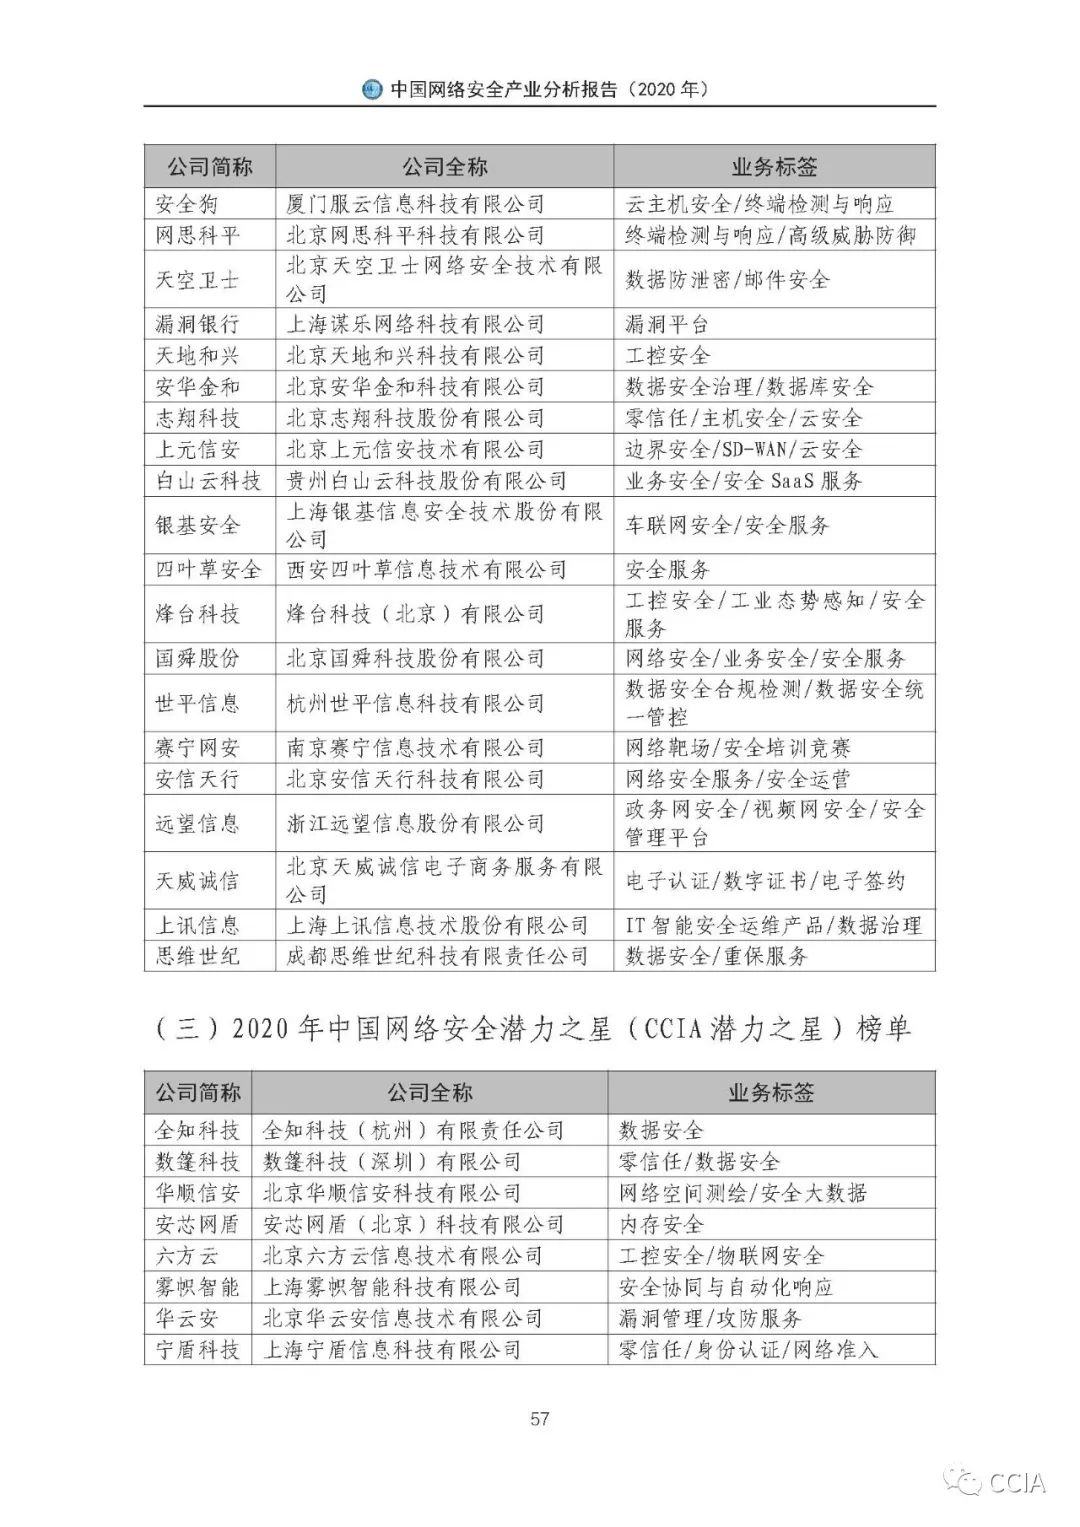 中国网络安全产业分析报告（2020 年）
公司简称 公司全称 业务标签
安全狗 厦门服云信息科技有限公司 云主机安全/终端检测与响应
网思科平 北京网思科平科技有限公司 终端检测与响应/高级威胁防御
天空卫士 北京天空卫士网络安全技术有限
公司 数据防泄密/邮件安全
漏洞银行 上海谋乐网络科技有限公司 漏洞平台
天地和兴 北京天地和兴科技有限公司 工控安全
安华金和 北京安华金和科技有限公司 数据安全治理/数据库安全
志翔科技 北京志翔科技股份有限公司 零信任/主机安全/云安全
上元信安 北京上元信安技术有限公司 边界安全/SD-WAN/云安全
白山云科技 贵州白山云科技股份有限公司 业务安全/安全 SaaS 服务
银基安全 上海银基信息安全技术股份有限
公司 车联网安全/安全服务
四叶草安全 西安四叶草信息技术有限公司 安全服务
烽台科技 烽台科技（北京）有限公司 工控安全/工业态势感知/安全
服务
国舜股份 北京国舜科技股份有限公司 网络安全/业务安全/安全服务
世平信息 杭州世平信息科技有限公司 数据安全合规检测/数据安全统
一管控
赛宁网安 南京赛宁信息技术有限公司 网络靶场/安全培训竞赛
安信天行 北京安信天行科技有限公司 网络安全服务/安全运营
远望信息 浙江远望信息股份有限公司 政务网安全/视频网安全/安全
管理平台
天威诚信 北京天威诚信电子商务服务有限
公司 电子认证/数字证书/电子签约
上讯信息 上海上讯信息技术股份有限公司 IT 智能安全运维产品/数据治理
思维世纪 成都思维世纪科技有限责任公司 数据安全/重保服务
（三）2020 年中国网络安全潜力之星（CCIA 潜力之星）榜单
公司简称 公司全称 业务标签
全知科技 全知科技（杭州）有限责任公司 数据安全
数篷科技 数篷科技（深圳）有限公司 零信任/数据安全
华顺信安 北京华顺信安科技有限公司 网络空间测绘/安全大数据
安芯网盾 安芯网盾（北京）科技有限公司 内存安全
六方云 北京六方云信息技术有限公司 工控安全/物联网安全
雾帜智能 上海雾帜智能科技有限公司 安全协同与自动化响应
华云安 北京华云安信息技术有限公司 漏洞管理/攻防服务
宁盾科技 上海宁盾信息科技有限公司 零信任/身份认证/网络准入
57
CCIA